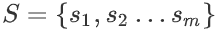 S = {s₁, s₂ … sₘ}